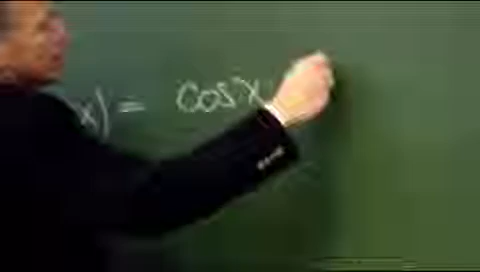 x) = cos x